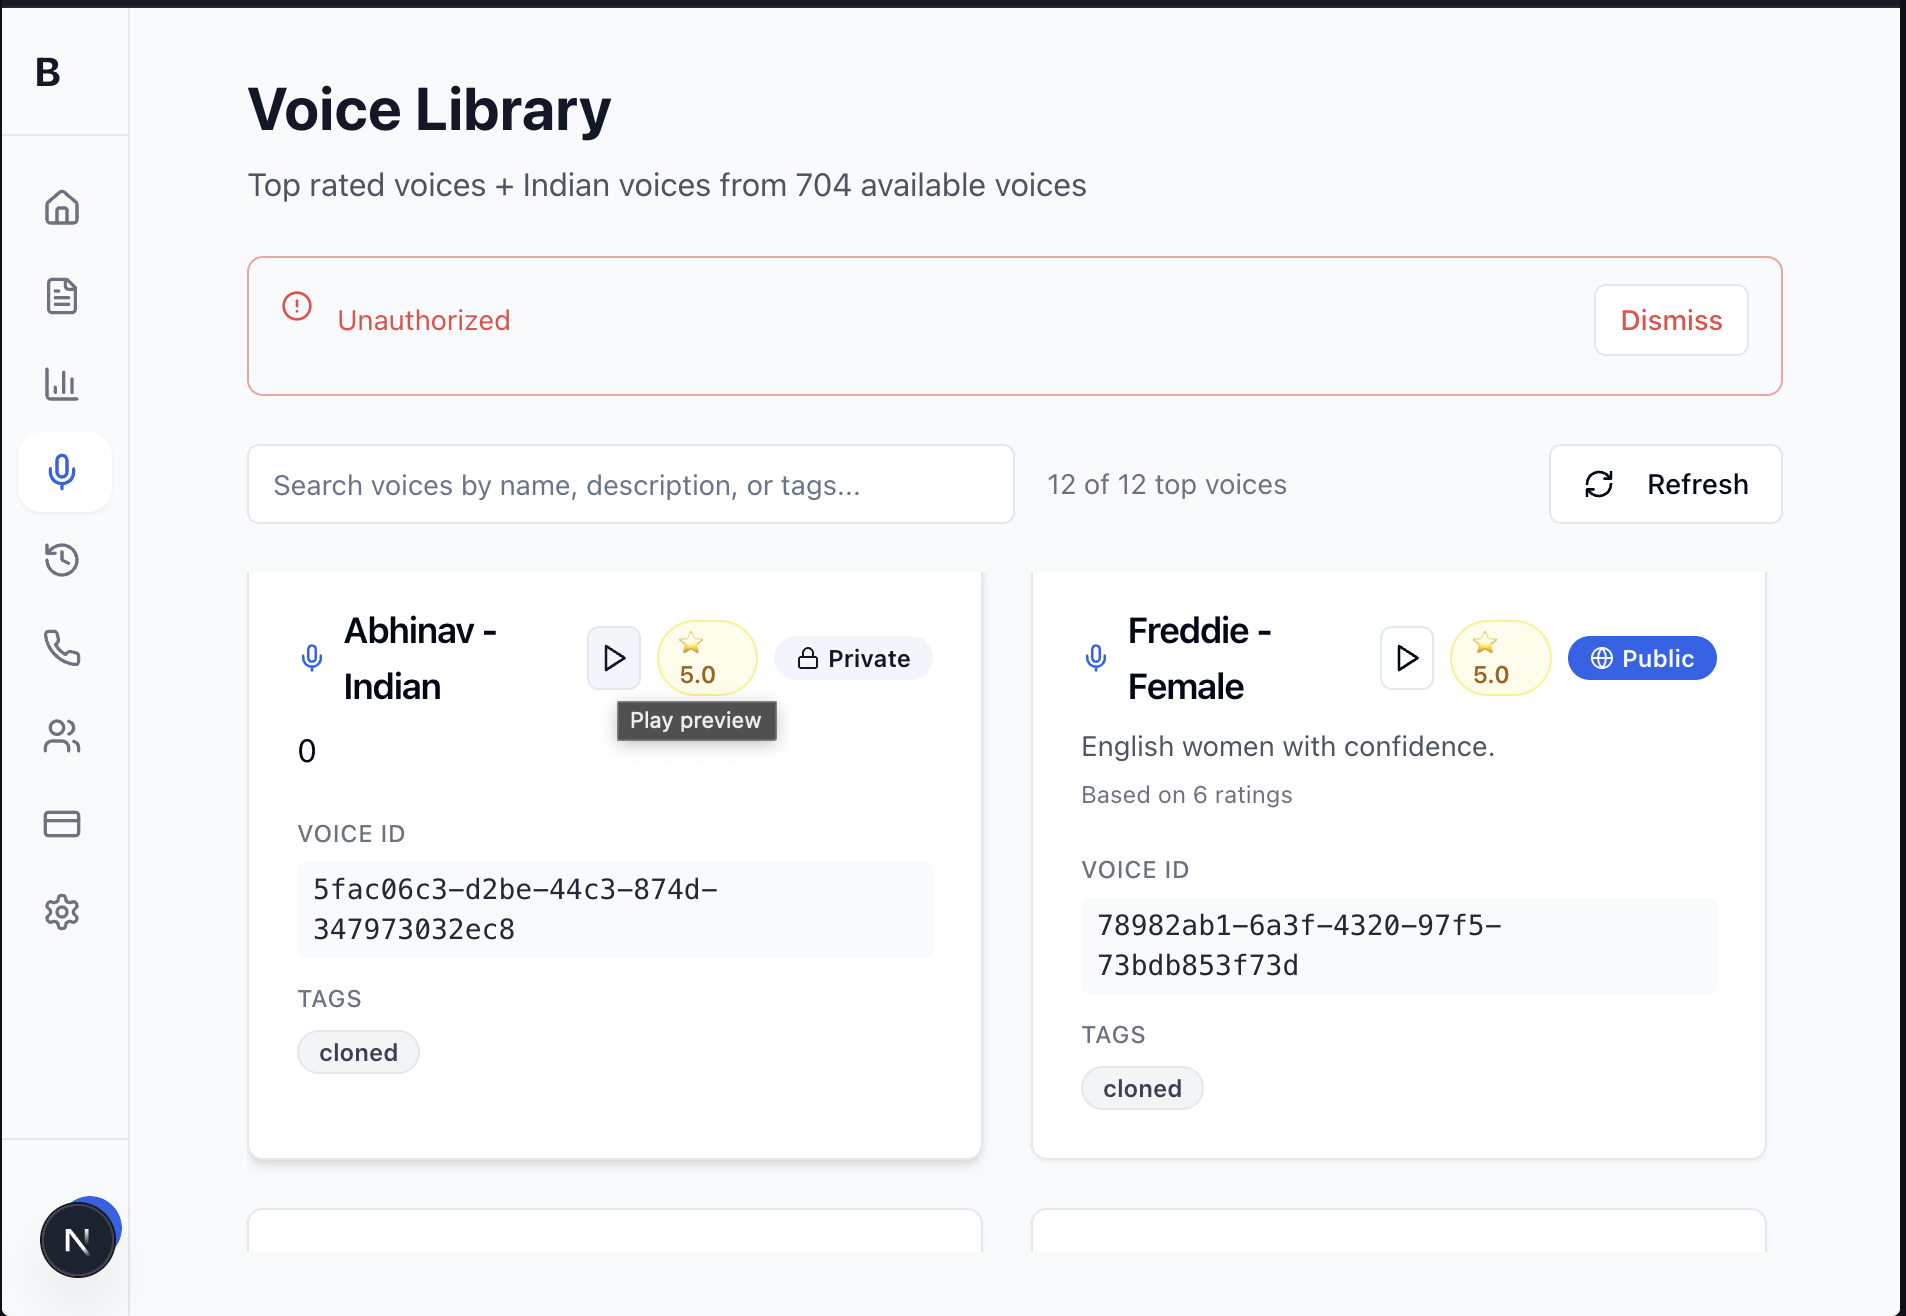 B
Voice Library
Top rated voices + Indian voices from 704 available voices
Unauthorized
Dismiss
Search voices by name, description, or tags...
12 of 12 top voices
Refresh
Abhinav -
Indian
5.0
Private
Play preview
0
VOICE ID
5fac06c3-d2be-44c3-874d-
347973032ec8
TAGS
cloned
Freddie -
Female
5.0
Public
English women with confidence.
Based on 6 ratings
VOICE ID
78982ab1-6a3f-4320-97f5-
73bdb853f73d
TAGS
cloned
N